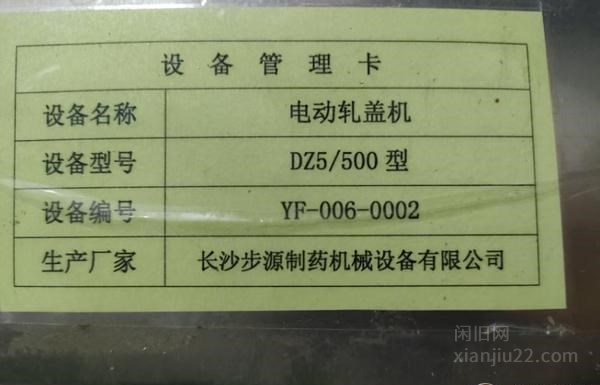 设备管理卡
设备名称 电动轧盖机
设备型号 DZ5/500 型
设备编号 YF-006-0002
生产厂家 长沙步源制药机械设备有限公司
闲旧网
xianjiu22.com